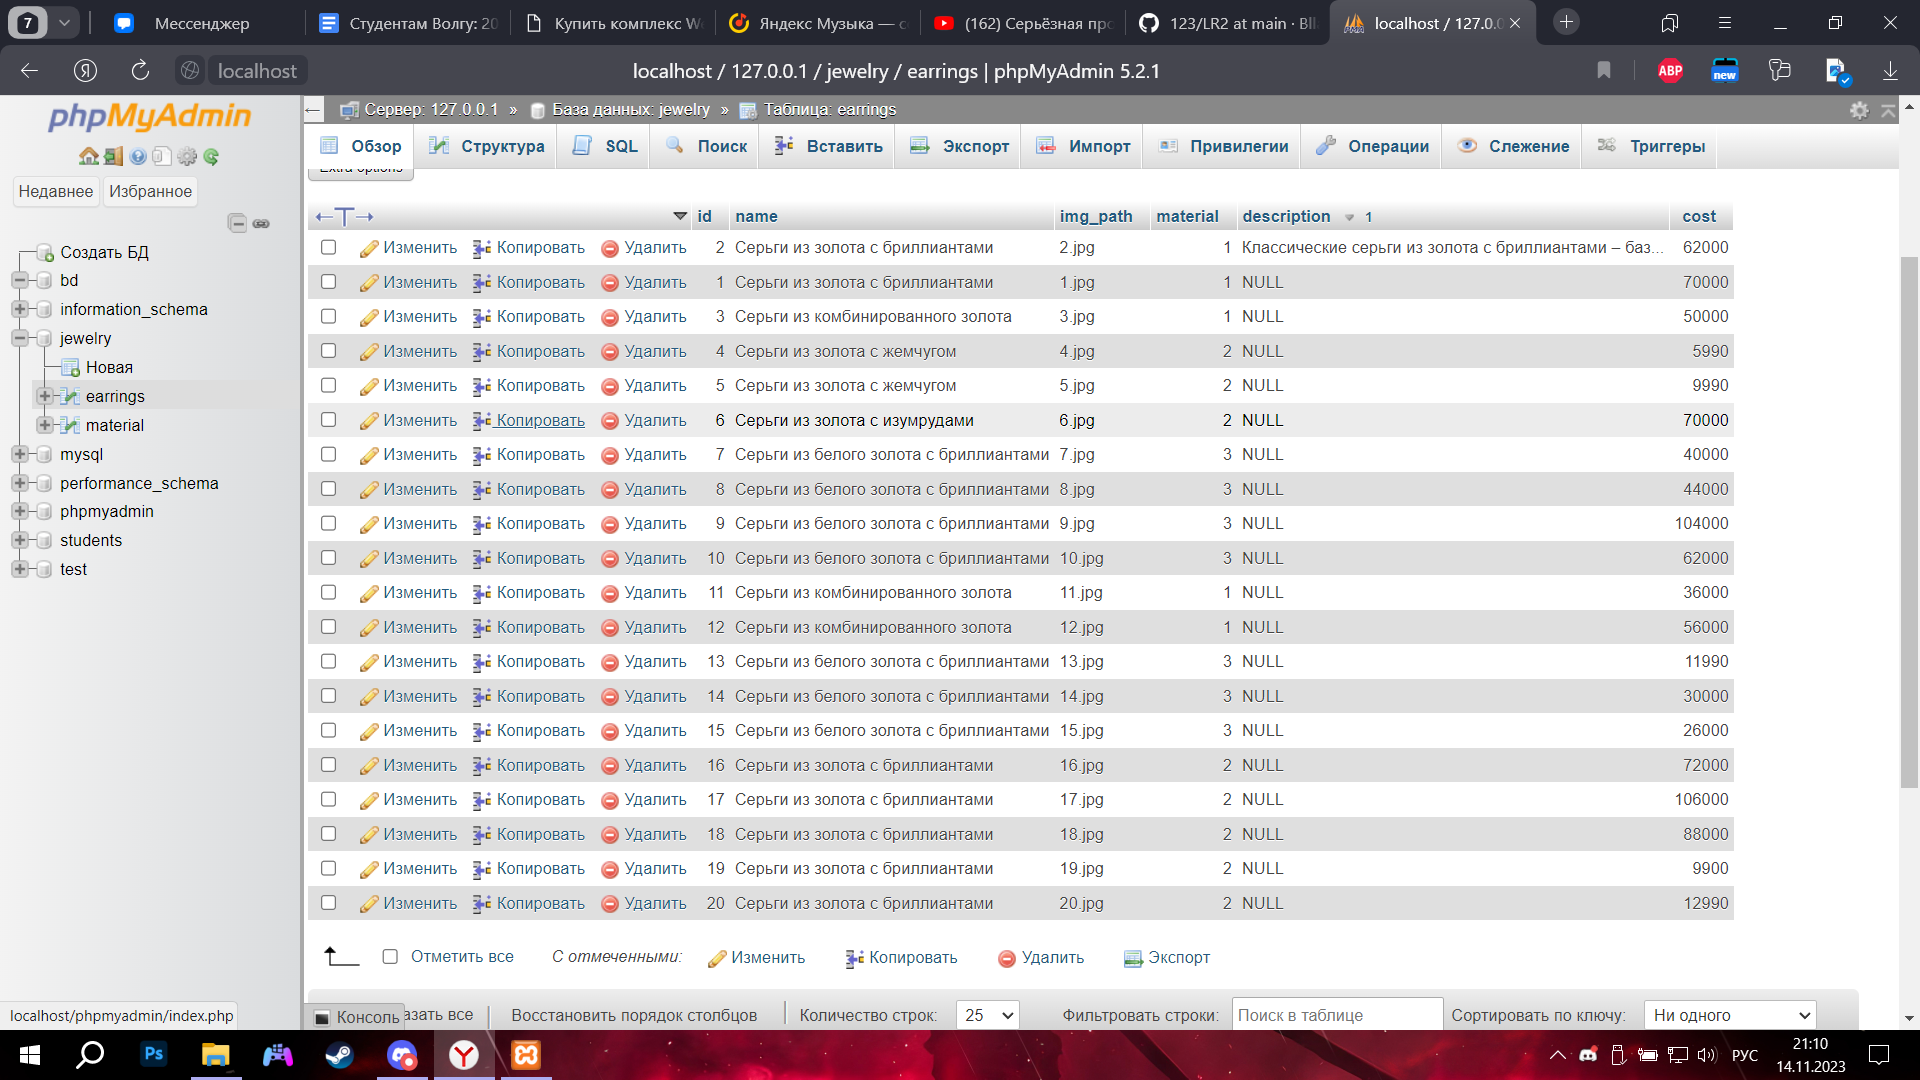 7
Мессенджер
Студентам Волгу: 20
Купить комплекс W
Яндекс Музыка — с
(162) Серьёзная про
123/LR2 at main · Bll
localhost / 127.0.0
localhost
localhost / 127.0.0.1 / jewelry / earrings | phpMyAdmin 5.2.1
ABP
new
phpMyAdmin
Недавнее
Избранное
Создать БД
bd
information_schema
jewelry
Новая
earrings
material
mysql
performance_schema
phpmyadmin
students
test
Сервер: 127.0.0.1 » База данных: jewelry » Таблица: earrings
Обзор Структура SQL Поиск Вставить Экспорт Импорт Привилегии Операции Слежение Триггеры
Extra options
←T→ id name img_path material description 1 cost
Изменить Копировать Удалить 2 Серьги из золота с бриллиантами 2.jpg 1 Классические серьги из золота с бриллиантами – баз... 62000
Изменить Копировать Удалить 1 Серьги из золота с бриллиантами 1.jpg 1 NULL 70000
Изменить Копировать Удалить 3 Серьги из комбинированного золота 3.jpg 1 NULL 50000
Изменить Копировать Удалить 4 Серьги из золота с жемчугом 4.jpg 2 NULL 5990
Изменить Копировать Удалить 5 Серьги из золота с жемчугом 5.jpg 2 NULL 9990
Изменить Копировать Удалить 6 Серьги из золота с изумрудами 6.jpg 2 NULL 70000
Изменить Копировать Удалить 7 Серьги из белого золота с бриллиантами 7.jpg 3 NULL 40000
Изменить Копировать Удалить 8 Серьги из белого золота с бриллиантами 8.jpg 3 NULL 44000
Изменить Копировать Удалить 9 Серьги из белого золота с бриллиантами 9.jpg 3 NULL 104000
Изменить Копировать Удалить 10 Серьги из белого золота с бриллиантами 10.jpg 3 NULL 62000
Изменить Копировать Удалить 11 Серьги из комбинированного золота 11.jpg 1 NULL 36000
Изменить Копировать Удалить 12 Серьги из комбинированного золота 12.jpg 1 NULL 56000
Изменить Копировать Удалить 13 Серьги из белого золота с бриллиантами 13.jpg 3 NULL 11990
Изменить Копировать Удалить 14 Серьги из белого золота с бриллиантами 14.jpg 3 NULL 30000
Изменить Копировать Удалить 15 Серьги из белого золота с бриллиантами 15.jpg 3 NULL 26000
Изменить Копировать Удалить 16 Серьги из золота с бриллиантами 16.jpg 2 NULL 72000
Изменить Копировать Удалить 17 Серьги из золота с бриллиантами 17.jpg 2 NULL 106000
Изменить Копировать Удалить 18 Серьги из золота с бриллиантами 18.jpg 2 NULL 88000
Изменить Копировать Удалить 19 Серьги из золота с бриллиантами 19.jpg 2 NULL 9900
Изменить Копировать Удалить 20 Серьги из золота с бриллиантами 20.jpg 2 NULL 12990
Отметить все С отмеченными: Изменить Копировать Удалить Экспорт
localhost/phpmyadmin/index.php
Консоль
азать все Восстановить порядок столбцов Количество строк: 25 Фильтровать строки: Поиск в таблице Сортировать по ключу: Ни одного
Ps
РУС
21:10
14.11.2023